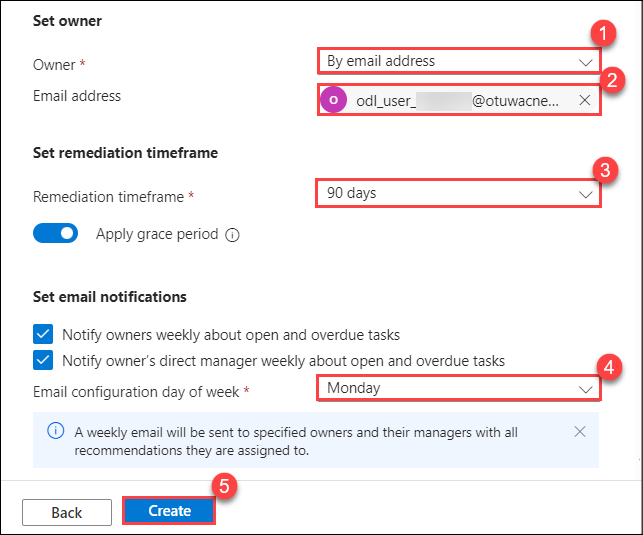 Set owner
1
Owner *
By email address
2
Email address
O
odl_user_ @otuwacne...
Set remediation timeframe
3
Remediation timeframe *
90 days
Apply grace period
Set email notifications
Notify owners weekly about open and overdue tasks
Notify owner's direct manager weekly about open and overdue tasks
4
Email configuration day of week *
Monday
A weekly email will be sent to specified owners and their managers with all
recommendations they are assigned to.
5
Back
Create